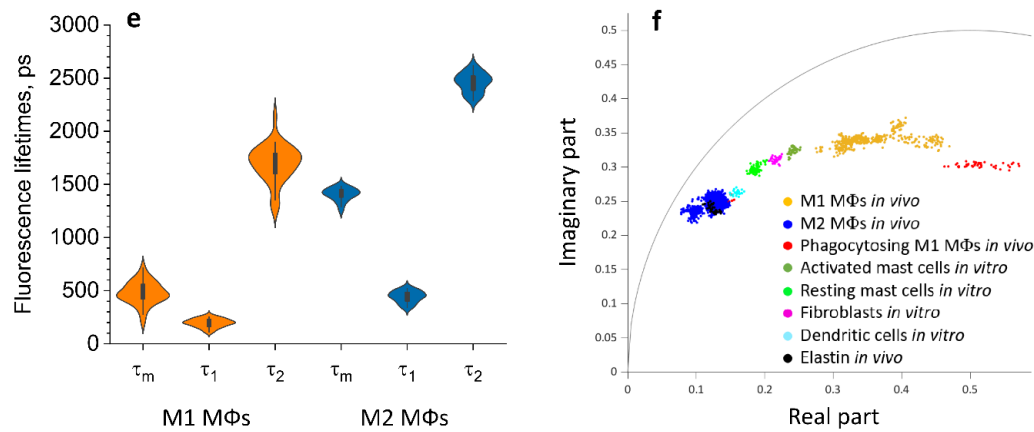 e
3000
2500
2000
1500
1000
500
0
Fluorescence lifetimes, ps
τm τ1 τ2 τm τ1 τ2
M1 MΦs M2 MΦs
f
0.5
0.45
0.4
0.35
0.3
0.25
0.2
0.15
0.1
0.05
0
Imaginary part
M1 MΦs in vivo
M2 MΦs in vivo
Phagocytosing M1 MΦs in vivo
Activated mast cells in vitro
Resting mast cells in vitro
Fibroblasts in vitro
Dendritic cells in vitro
Elastin in vivo
0 0.1 0.2 0.3 0.4 0.5
Real part